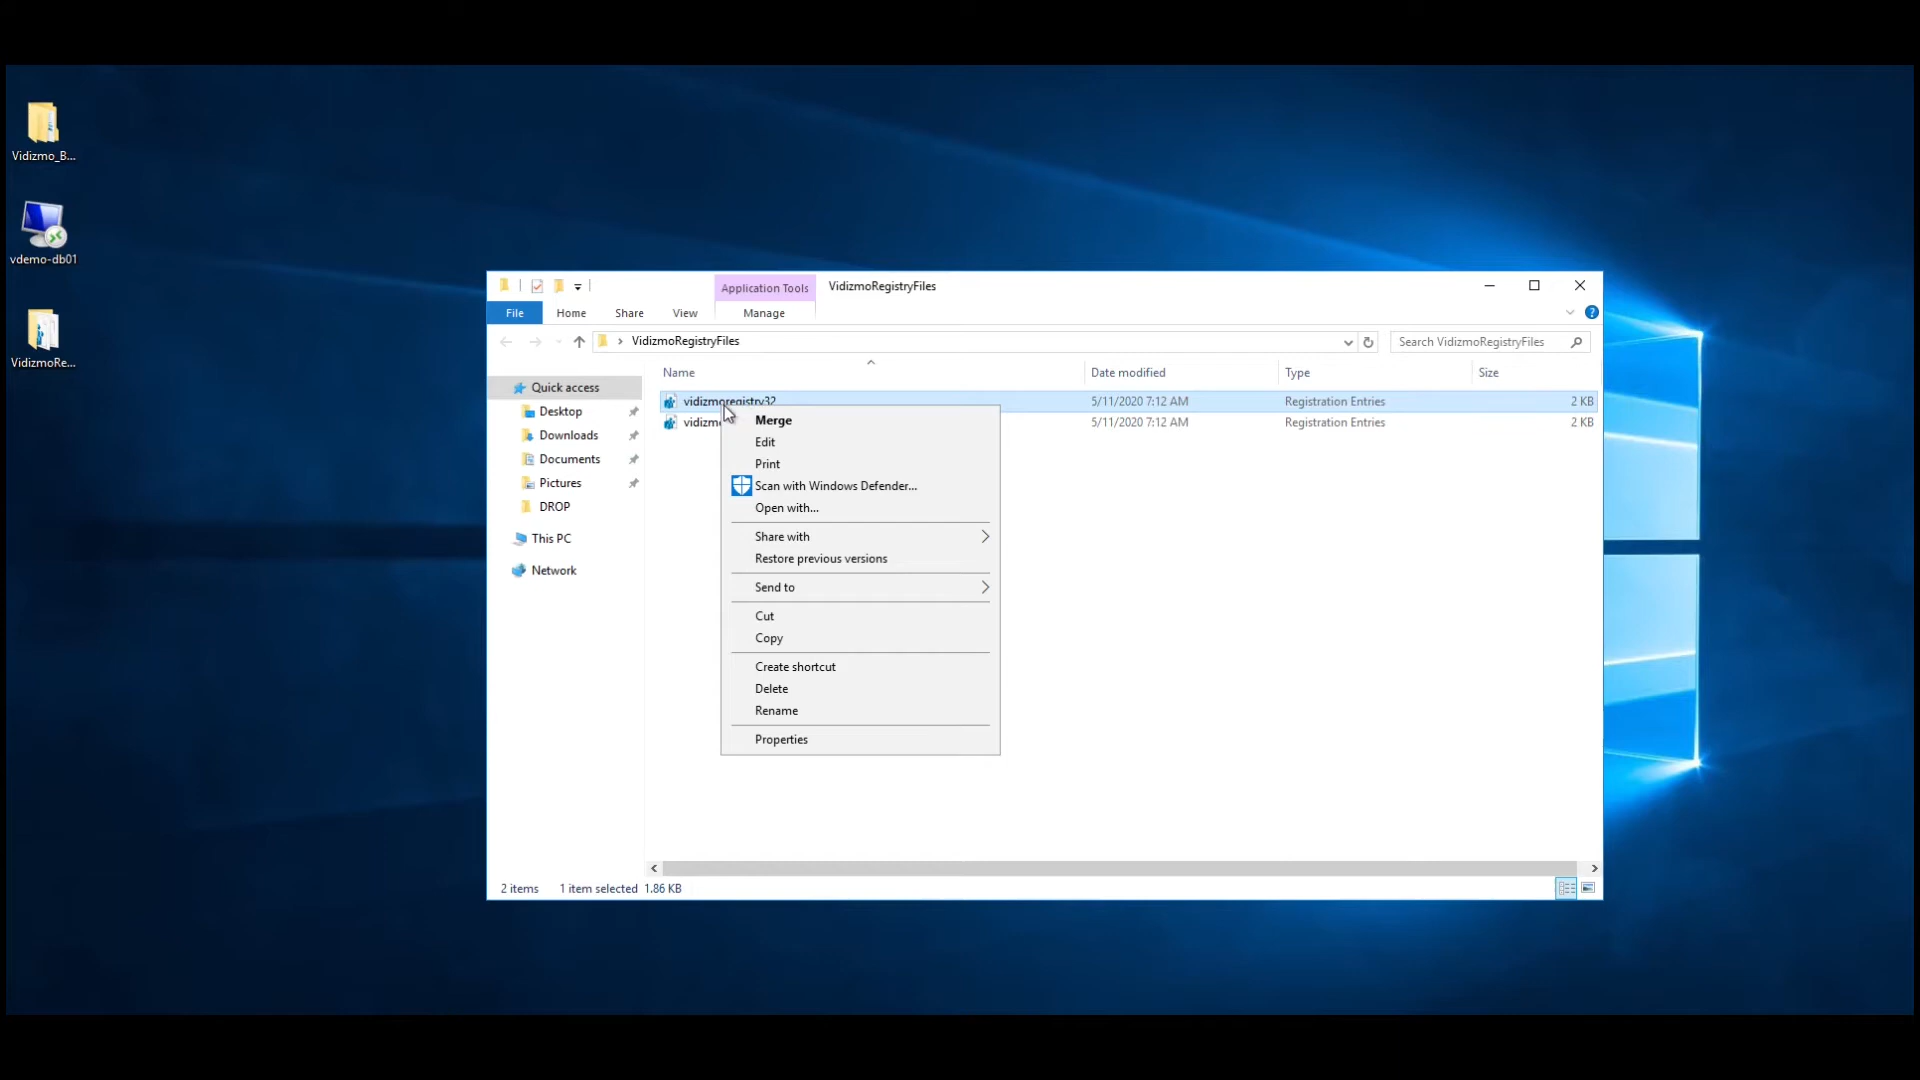 Vidizmo_B...
vdemo-db01
VidizmoRe...
Application Tools
VidizmoRegistryFiles
File
Home
Share
View
Manage
VidizmoRegistryFiles
Search VidizmoRegistryFiles
Name
Date modified
Type
Size
Quick access
Desktop
Downloads
Documents
Pictures
DROP
This PC
Network
vidizmoregistry32
5/11/2020 7:12 AM
Registration Entries
2 KB
vidizmo
5/11/2020 7:12 AM
Registration Entries
2 KB
Merge
Edit
Print
Scan with Windows Defender...
Open with...
Share with
Restore previous versions
Send to
Cut
Copy
Create shortcut
Delete
Rename
Properties
2 items
1 item selected 1.86 KB